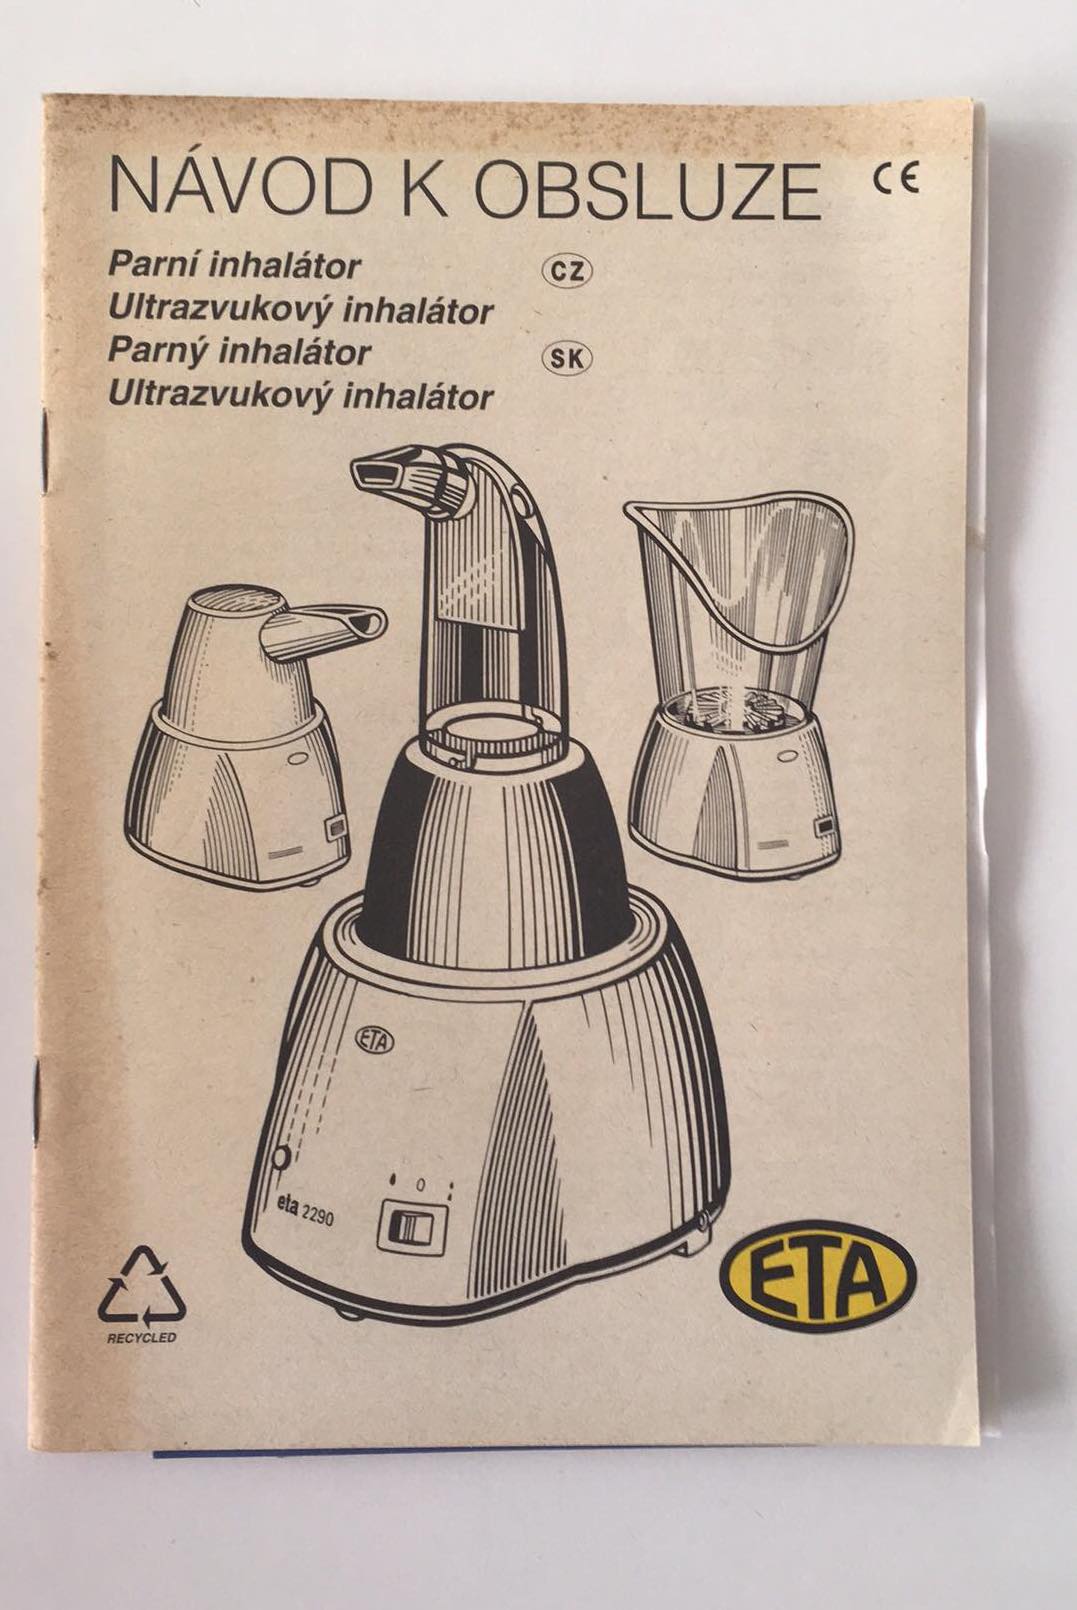 NÁVOD K OBSLUZE CE
Parní inhalátor CZ
Ultrazvukový inhalátor
Parný inhalátor SK
Ultrazvukový inhalátor
ETA
O
eta 2290
ETA
RECYCLED